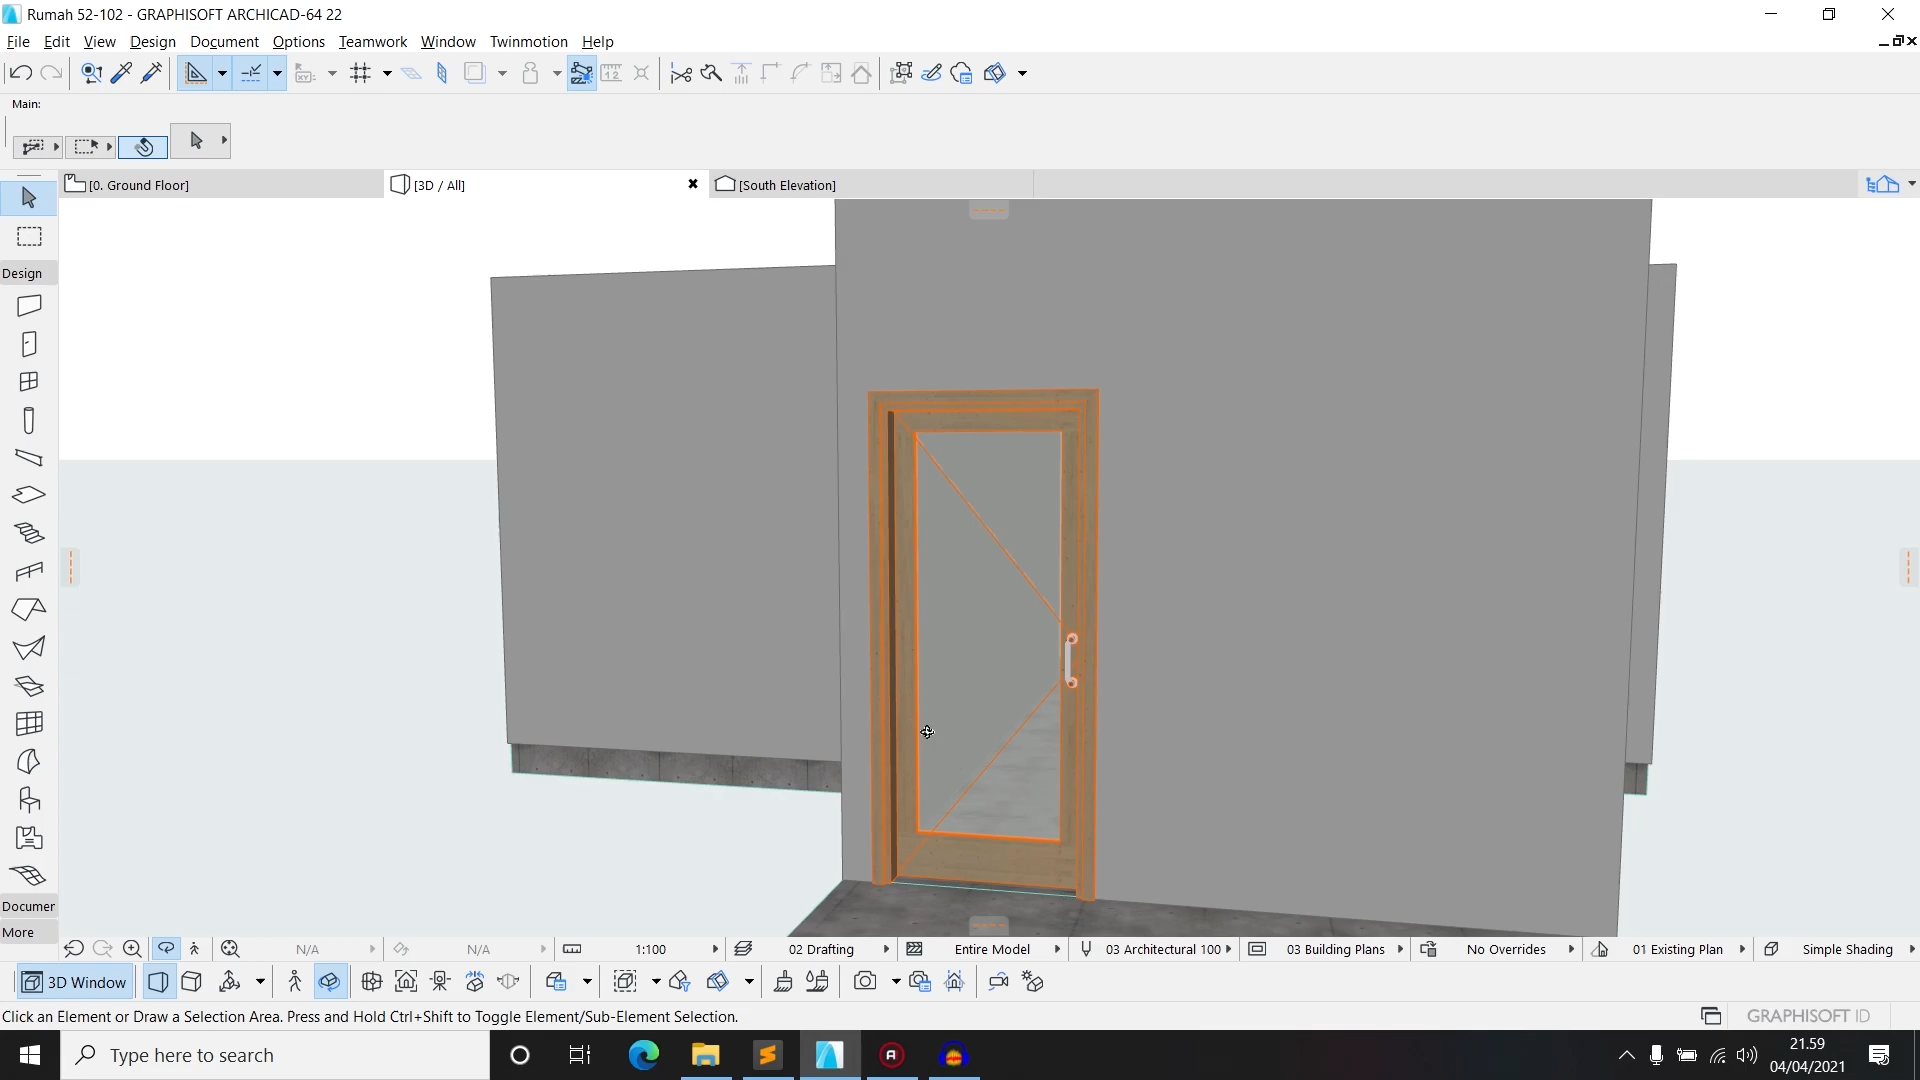 Rumah 52-102 - GRAPHISOFT ARCHICAD-64 22
File Edit View Design Document Options Teamwork Window Twinmotion Help
Main:
[0. Ground Floor] [3D / All] [South Elevation]
Design
Documen
More
N/A N/A 1:100 02 Drafting Entire Model 03 Architectural 100 03 Building Plans No Overrides 01 Existing Plan Simple Shading
3D Window
Click an Element or Draw a Selection Area. Press and Hold Ctrl+Shift to Toggle Element/Sub-Element Selection.
GRAPHISOFT ID
Type here to search
21.59
04/04/2021